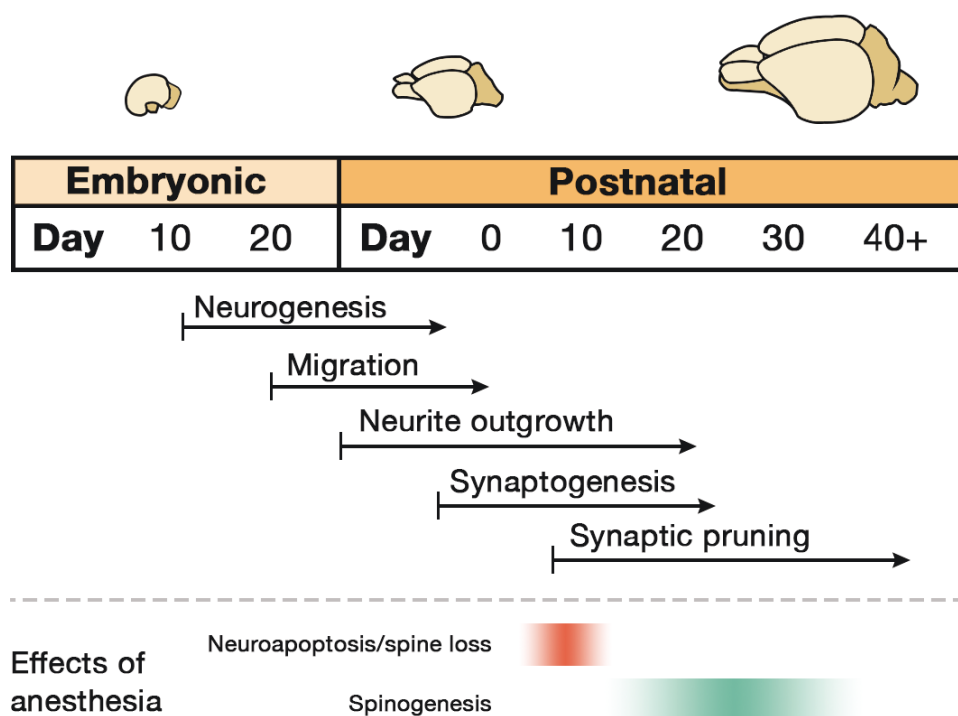 Embryonic Postnatal
Day 10 20 Day 0 10 20 30 40+
Neurogenesis
Migration
Neurite outgrowth
Synaptogenesis
Synaptic pruning
Effects of
anesthesia
Neuroapoptosis/spine loss
Spinogenesis